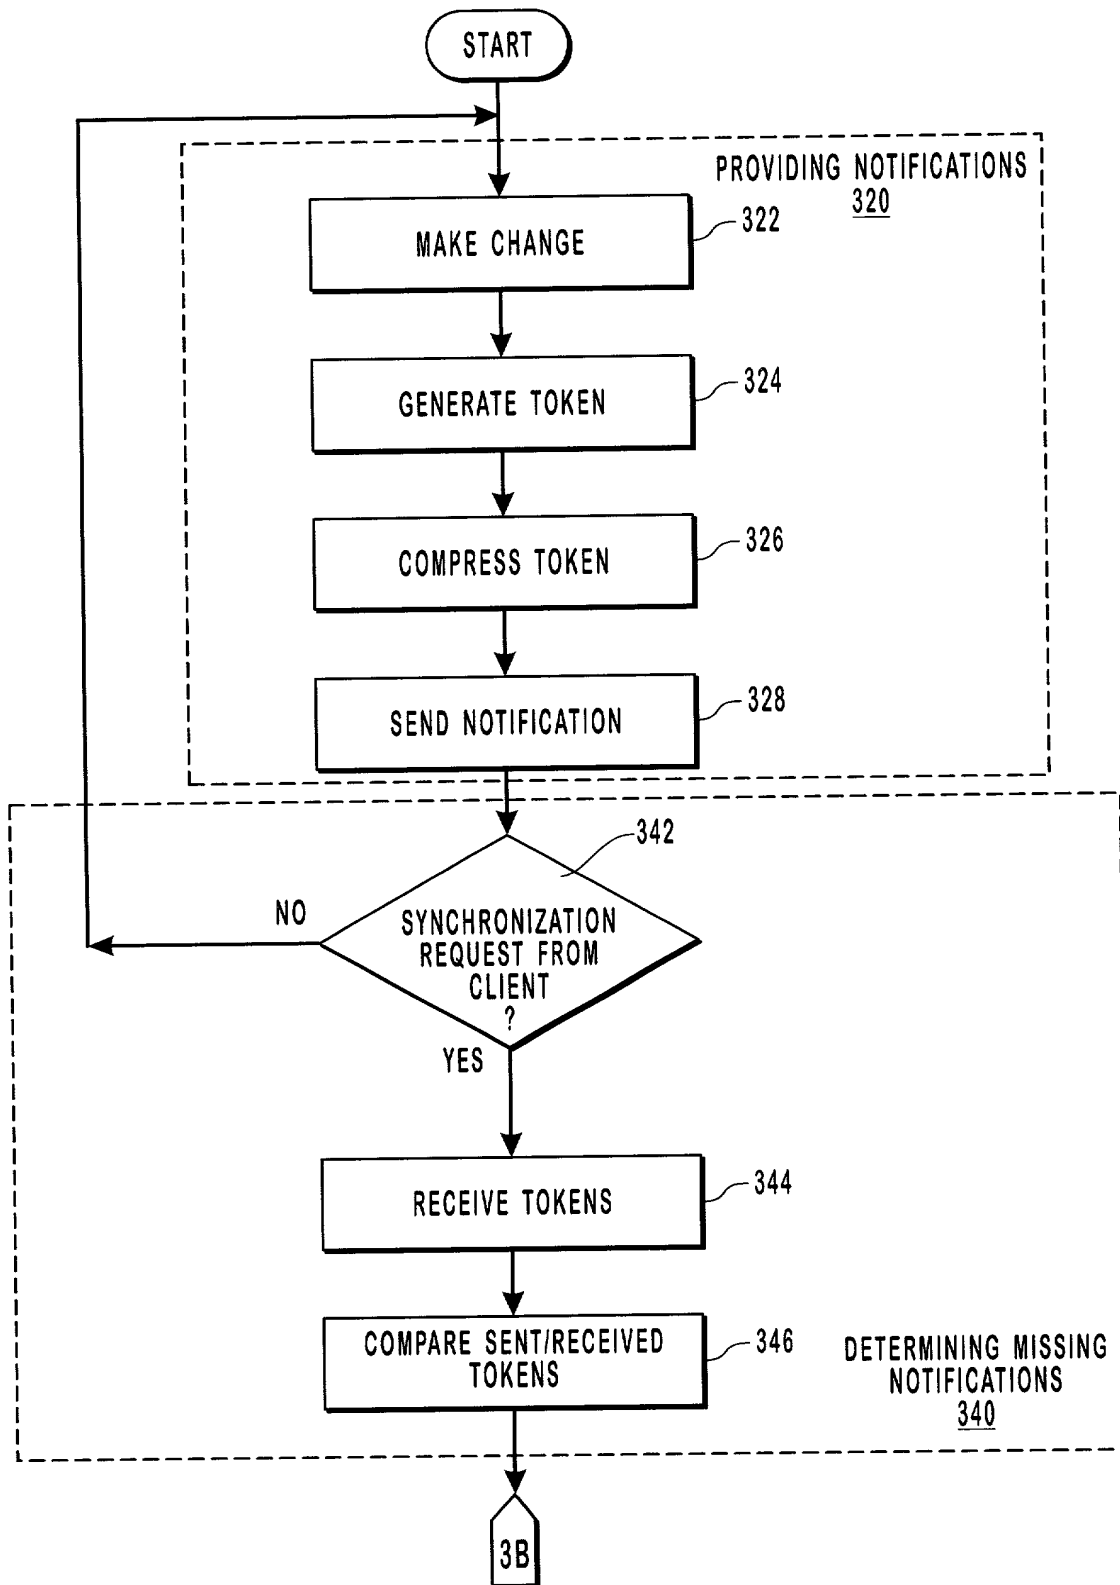 START
PROVIDING NOTIFICATIONS
320
MAKE CHANGE
322
GENERATE TOKEN
324
COMPRESS TOKEN
326
SEND NOTIFICATION
328
342
NO
SYNCHRONIZATION
REQUEST FROM
CLIENT
?
YES
RECEIVE TOKENS
344
COMPARE SENT/RECEIVED
TOKENS
346
DETERMINING MISSING
NOTIFICATIONS
340
3B